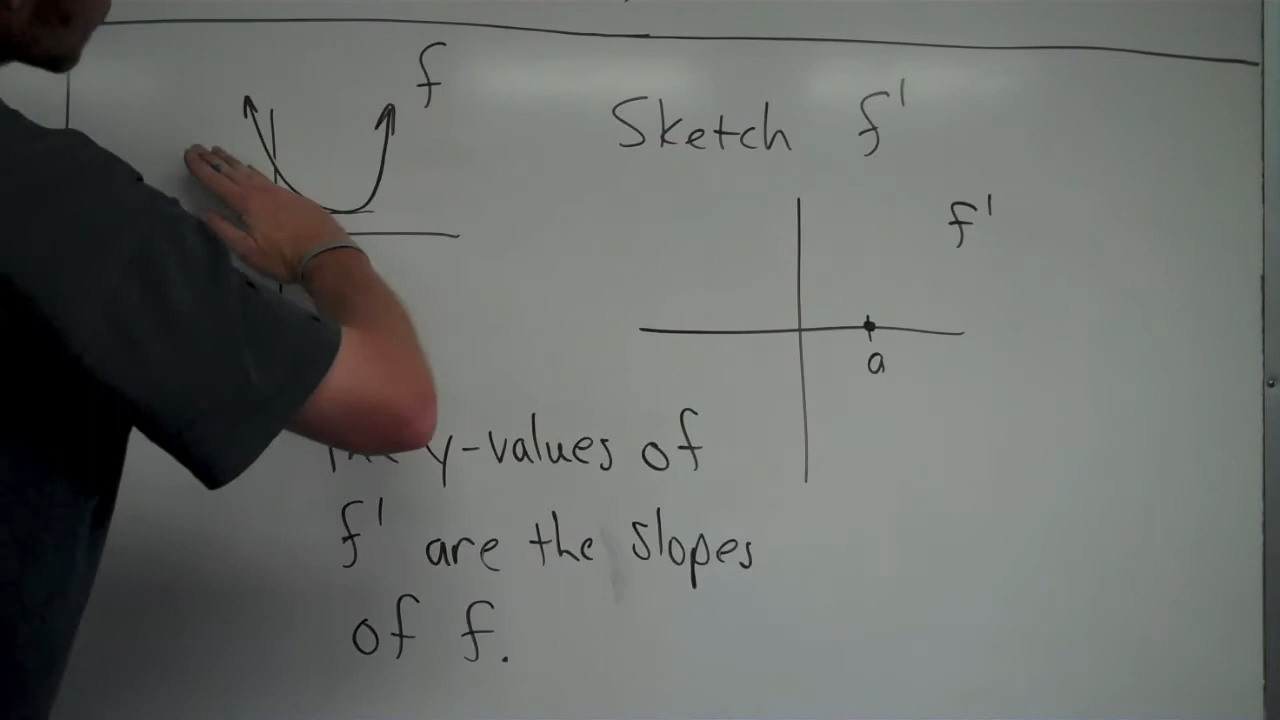 f
Sketch f'
f'
a
y-values of
f' are the slopes
of f.